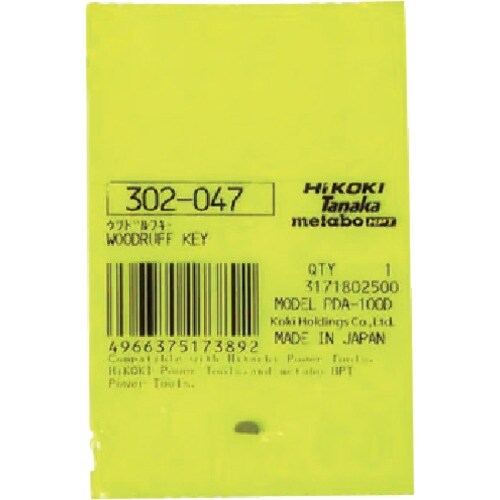 302-047
ウツドルフキー
WOODRUFF KEY
HiKOKI
Tanaka
metabo HPT
QTY 1
3171802500
MODEL PDA-100D
Koki Holdings Co.,Ltd.
MADE IN JAPAN
4966375173892
Compatible with Hitachi Power Tools,
HiKOKI Power Tools,and metabo HPT
Power Tools.